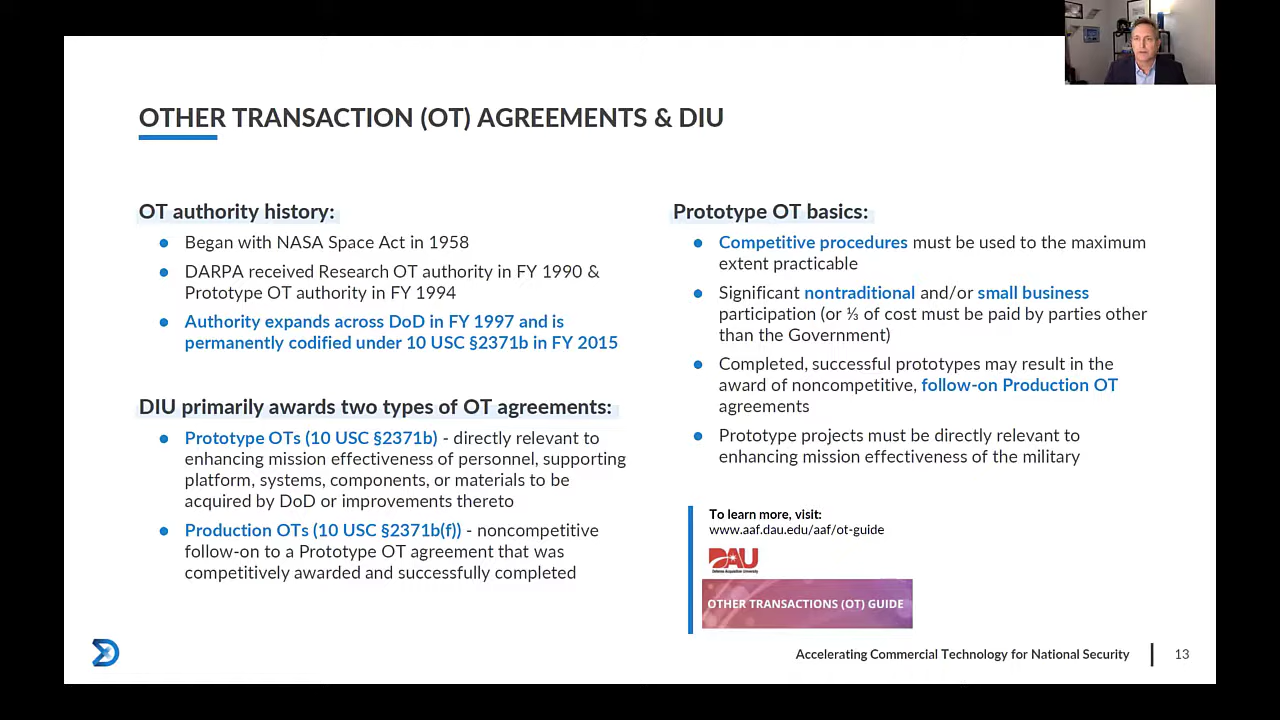 OTHER TRANSACTION (OT) AGREEMENTS & DIU
OT authority history:
● Began with NASA Space Act in 1958
● DARPA received Research OT authority in FY 1990 &
Prototype OT authority in FY 1994
● Authority expands across DoD in FY 1997 and is
permanently codified under 10 USC §2371b in FY 2015
DIU primarily awards two types of OT agreements:
● Prototype OTs (10 USC §2371b) - directly relevant to
enhancing mission effectiveness of personnel, supporting
platform, systems, components, or materials to be
acquired by DoD or improvements thereto
● Production OTs (10 USC §2371b(f)) - noncompetitive
follow-on to a Prototype OT agreement that was
competitively awarded and successfully completed
Prototype OT basics:
● Competitive procedures must be used to the maximum
extent practicable
● Significant nontraditional and/or small business
participation (or ⅓ of cost must be paid by parties other
than the Government)
● Completed, successful prototypes may result in the
award of noncompetitive, follow-on Production OT
agreements
● Prototype projects must be directly relevant to
enhancing mission effectiveness of the military
To learn more, visit:
www.aaf.dau.edu/aaf/ot-guide
DAU
Defense Acquisition University
OTHER TRANSACTIONS (OT) GUIDE
Accelerating Commercial Technology for National Security
13